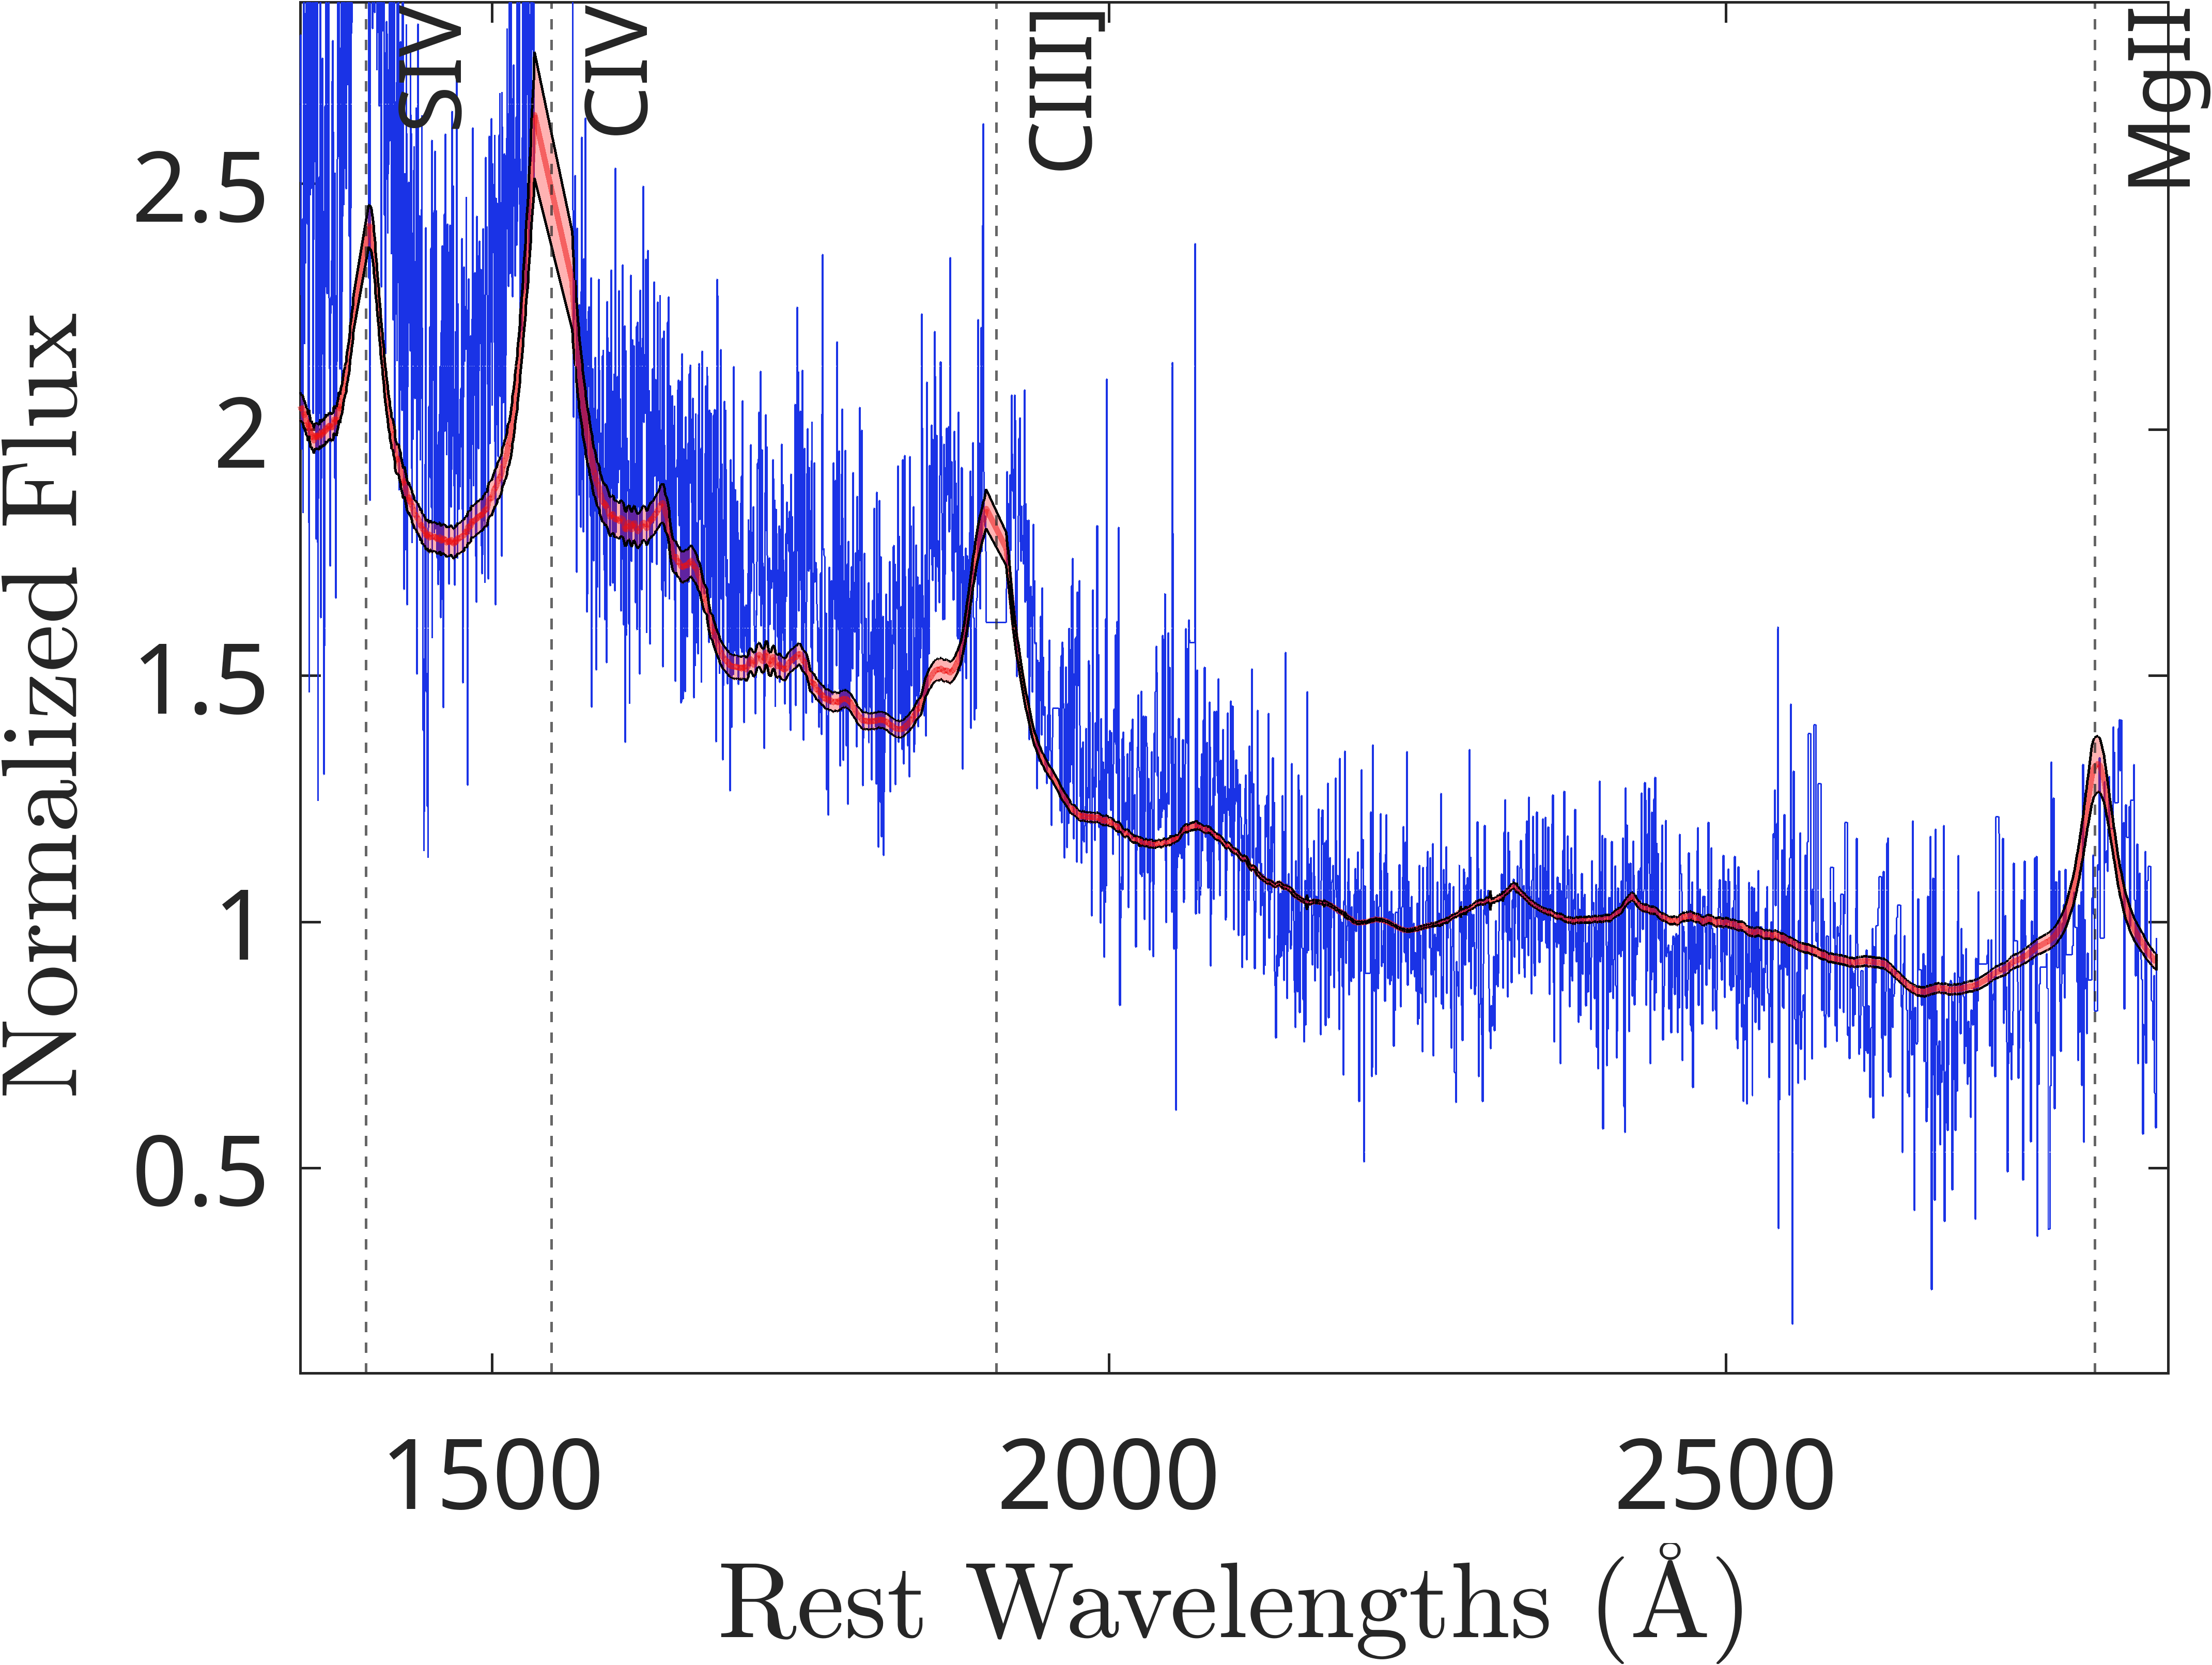 SIV
CIV
CIII]
MgII
2.5
2
1.5
1
0.5
Normalized Flux
1500
2000
2500
Rest Wavelengths (Å)